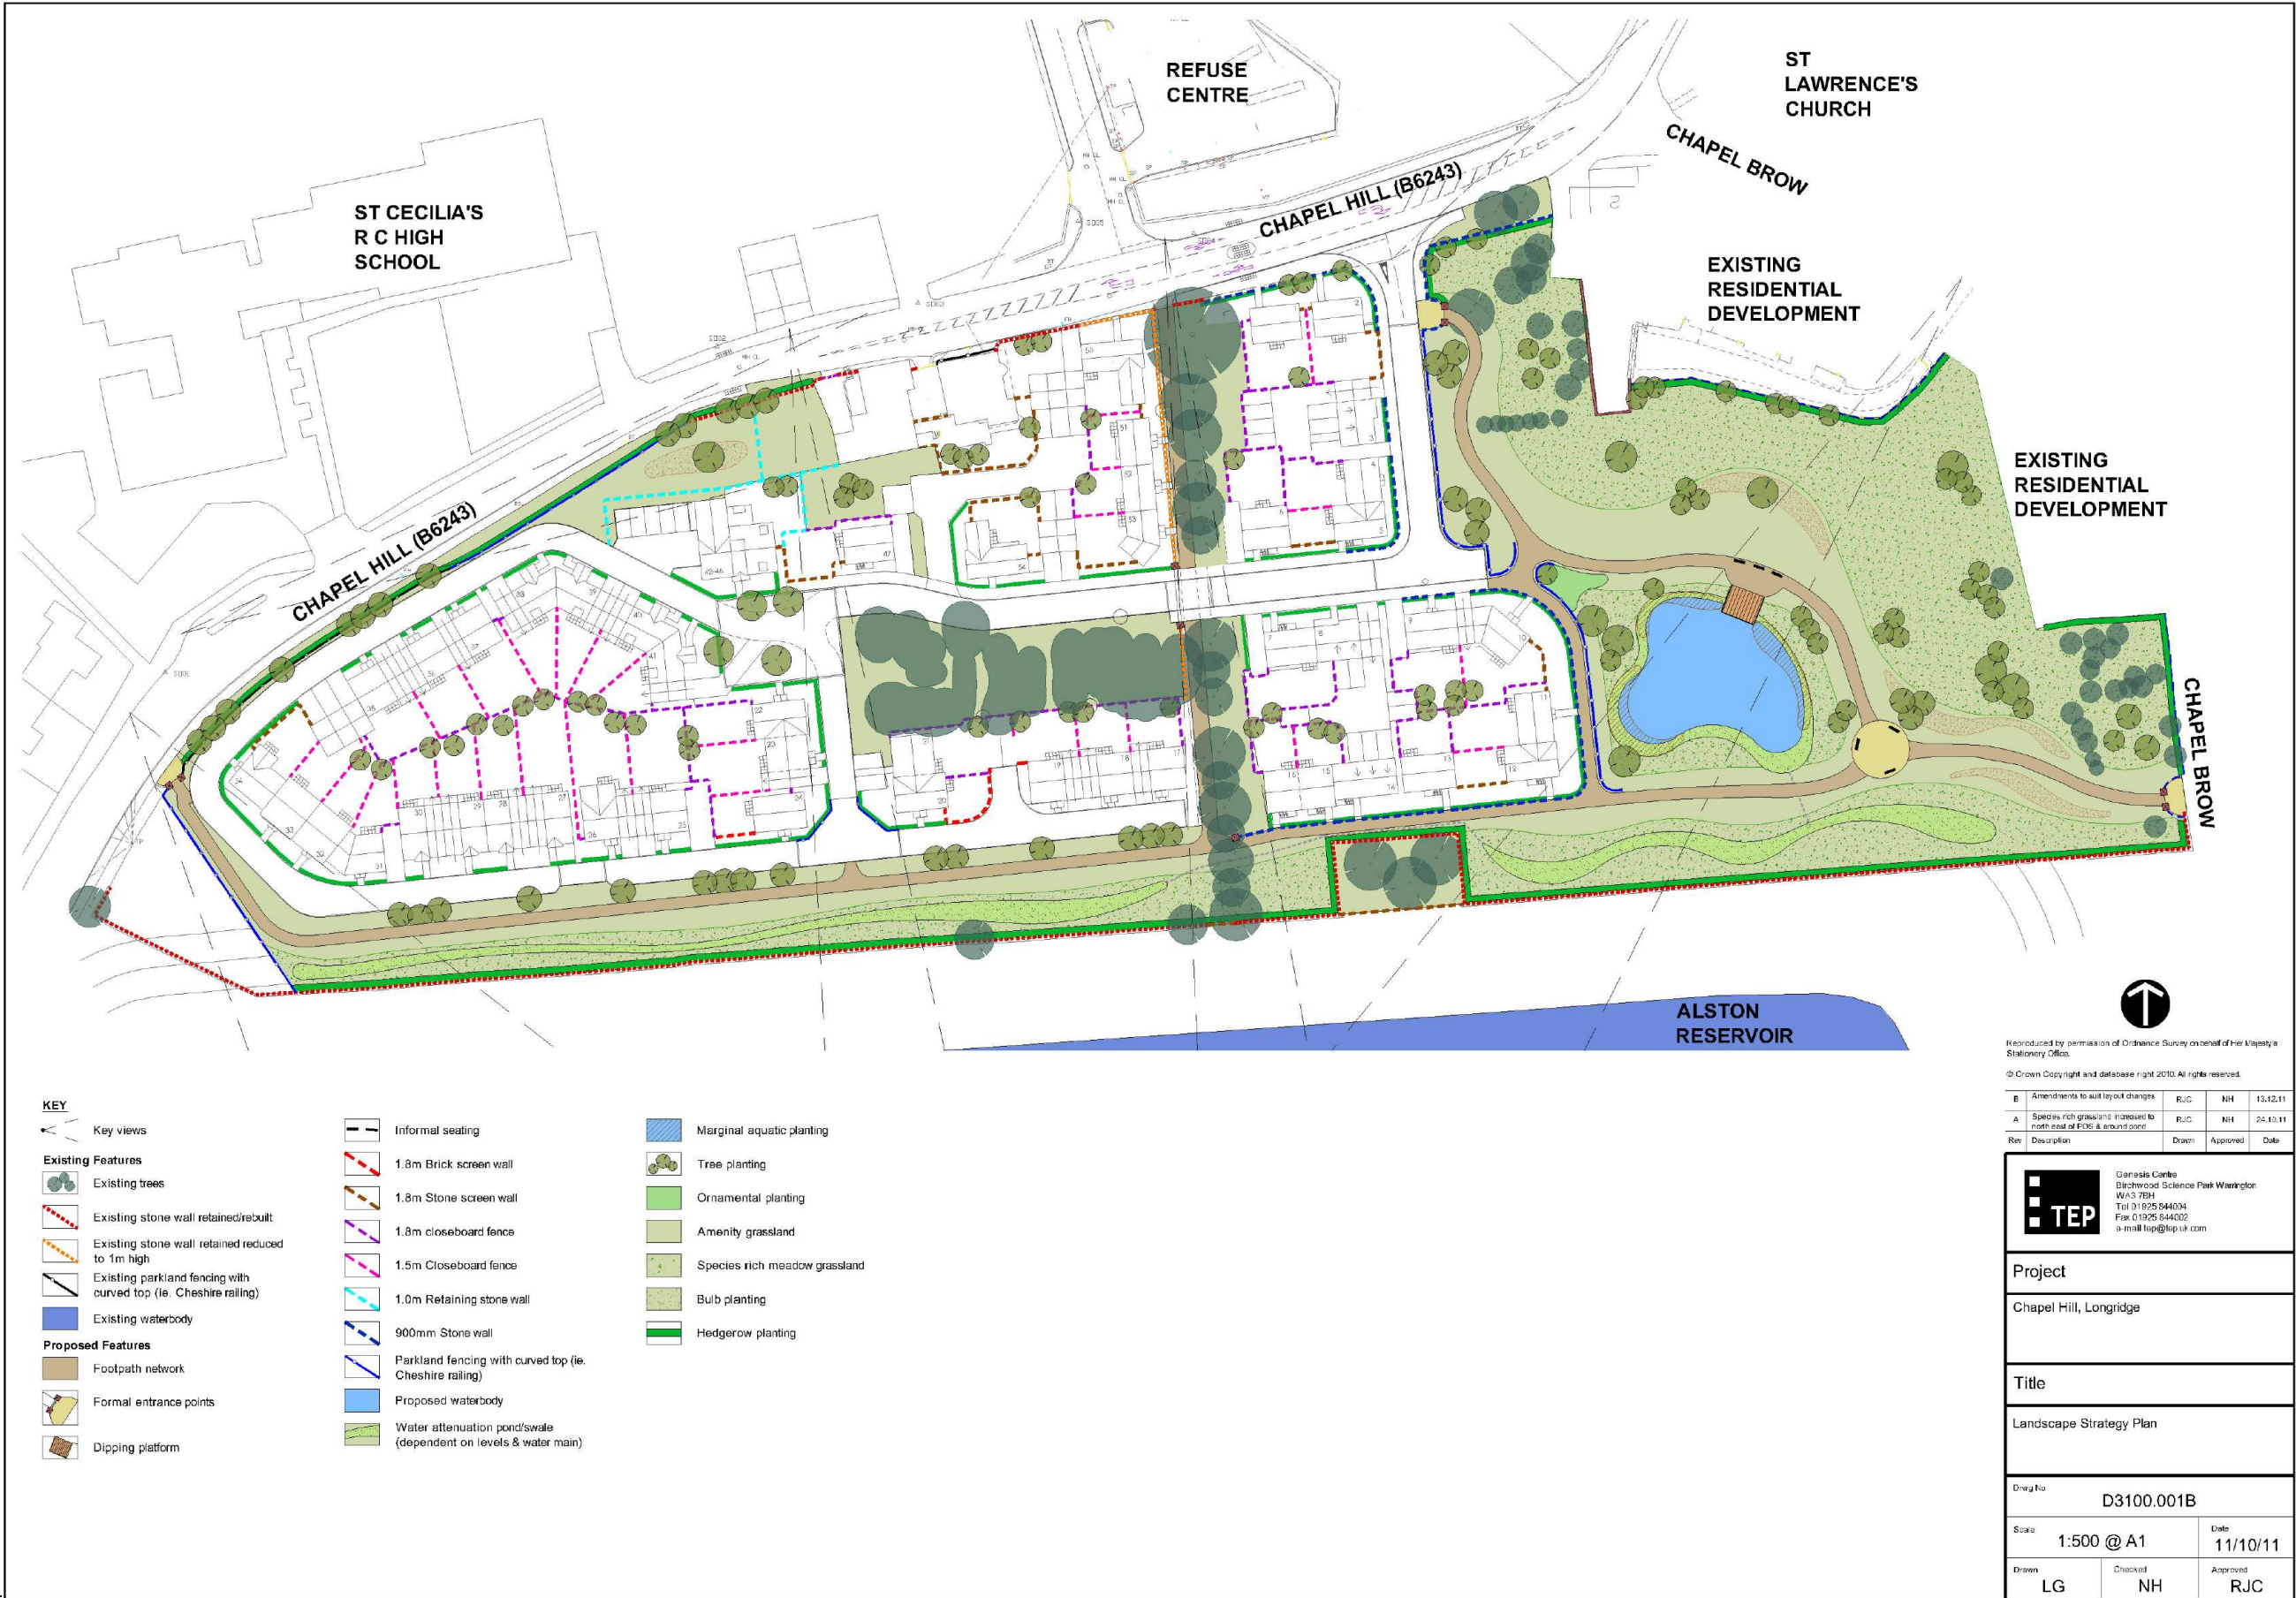 REFUSE
CENTRE
ST
LAWRENCE'S
CHURCH
CHAPEL BROW
CHAPEL HILL (B6243)
ST CECILIA'S
R C HIGH
SCHOOL
EXISTING
RESIDENTIAL
DEVELOPMENT
EXISTING
RESIDENTIAL
DEVELOPMENT
CHAPEL HILL (B6243)
CHAPEL BROW
ALSTON
RESERVOIR
KEY
Key views
Existing Features
Existing trees
Existing stone wall retained/rebuilt
Existing stone wall retained reduced
to 1m high
Existing parkland fencing with
curved top (ie. Cheshire railing)
Existing waterbody
Proposed Features
Footpath network
Formal entrance points
Dipping platform
Informal seating
1.8m Brick screen wall
1.8m Stone screen wall
1.8m closeboard fence
1.5m Closeboard fence
1.0m Retaining stone wall
900mm Stone wall
Parkland fencing with curved top (ie.
Cheshire railing)
Proposed waterbody
Water attenuation pond/swale
(dependent on levels & water main)
Marginal aquatic planting
Tree planting
Ornamental planting
Amenity grassland
Species rich meadow grassland
Bulb planting
Hedgerow planting
Reproduced by permission of Ordnance Survey on behalf of Her Majesty's
Stationery Office.
© Crown Copyright and database right 2010. All rights reserved.
B Amendments to suit layout changes RJC NH 13.12.11
A Species rich grassland increased to
north east of POS & around pond RJC NH 24.10.11
Rev Description Drawn Approved Date
TEP
Genesis Centre
Birchwood Science Park Warrington
WA3 7BH
Tel 01925 844004
Fax 01925 844002
e-mail tep@tep.uk.com
Project
Chapel Hill, Longridge
Title
Landscape Strategy Plan
Drwg No
D3100.001B
Scale
1:500 @ A1
Date
11/10/11
Drawn
LG
Checked
NH
Approved
RJC